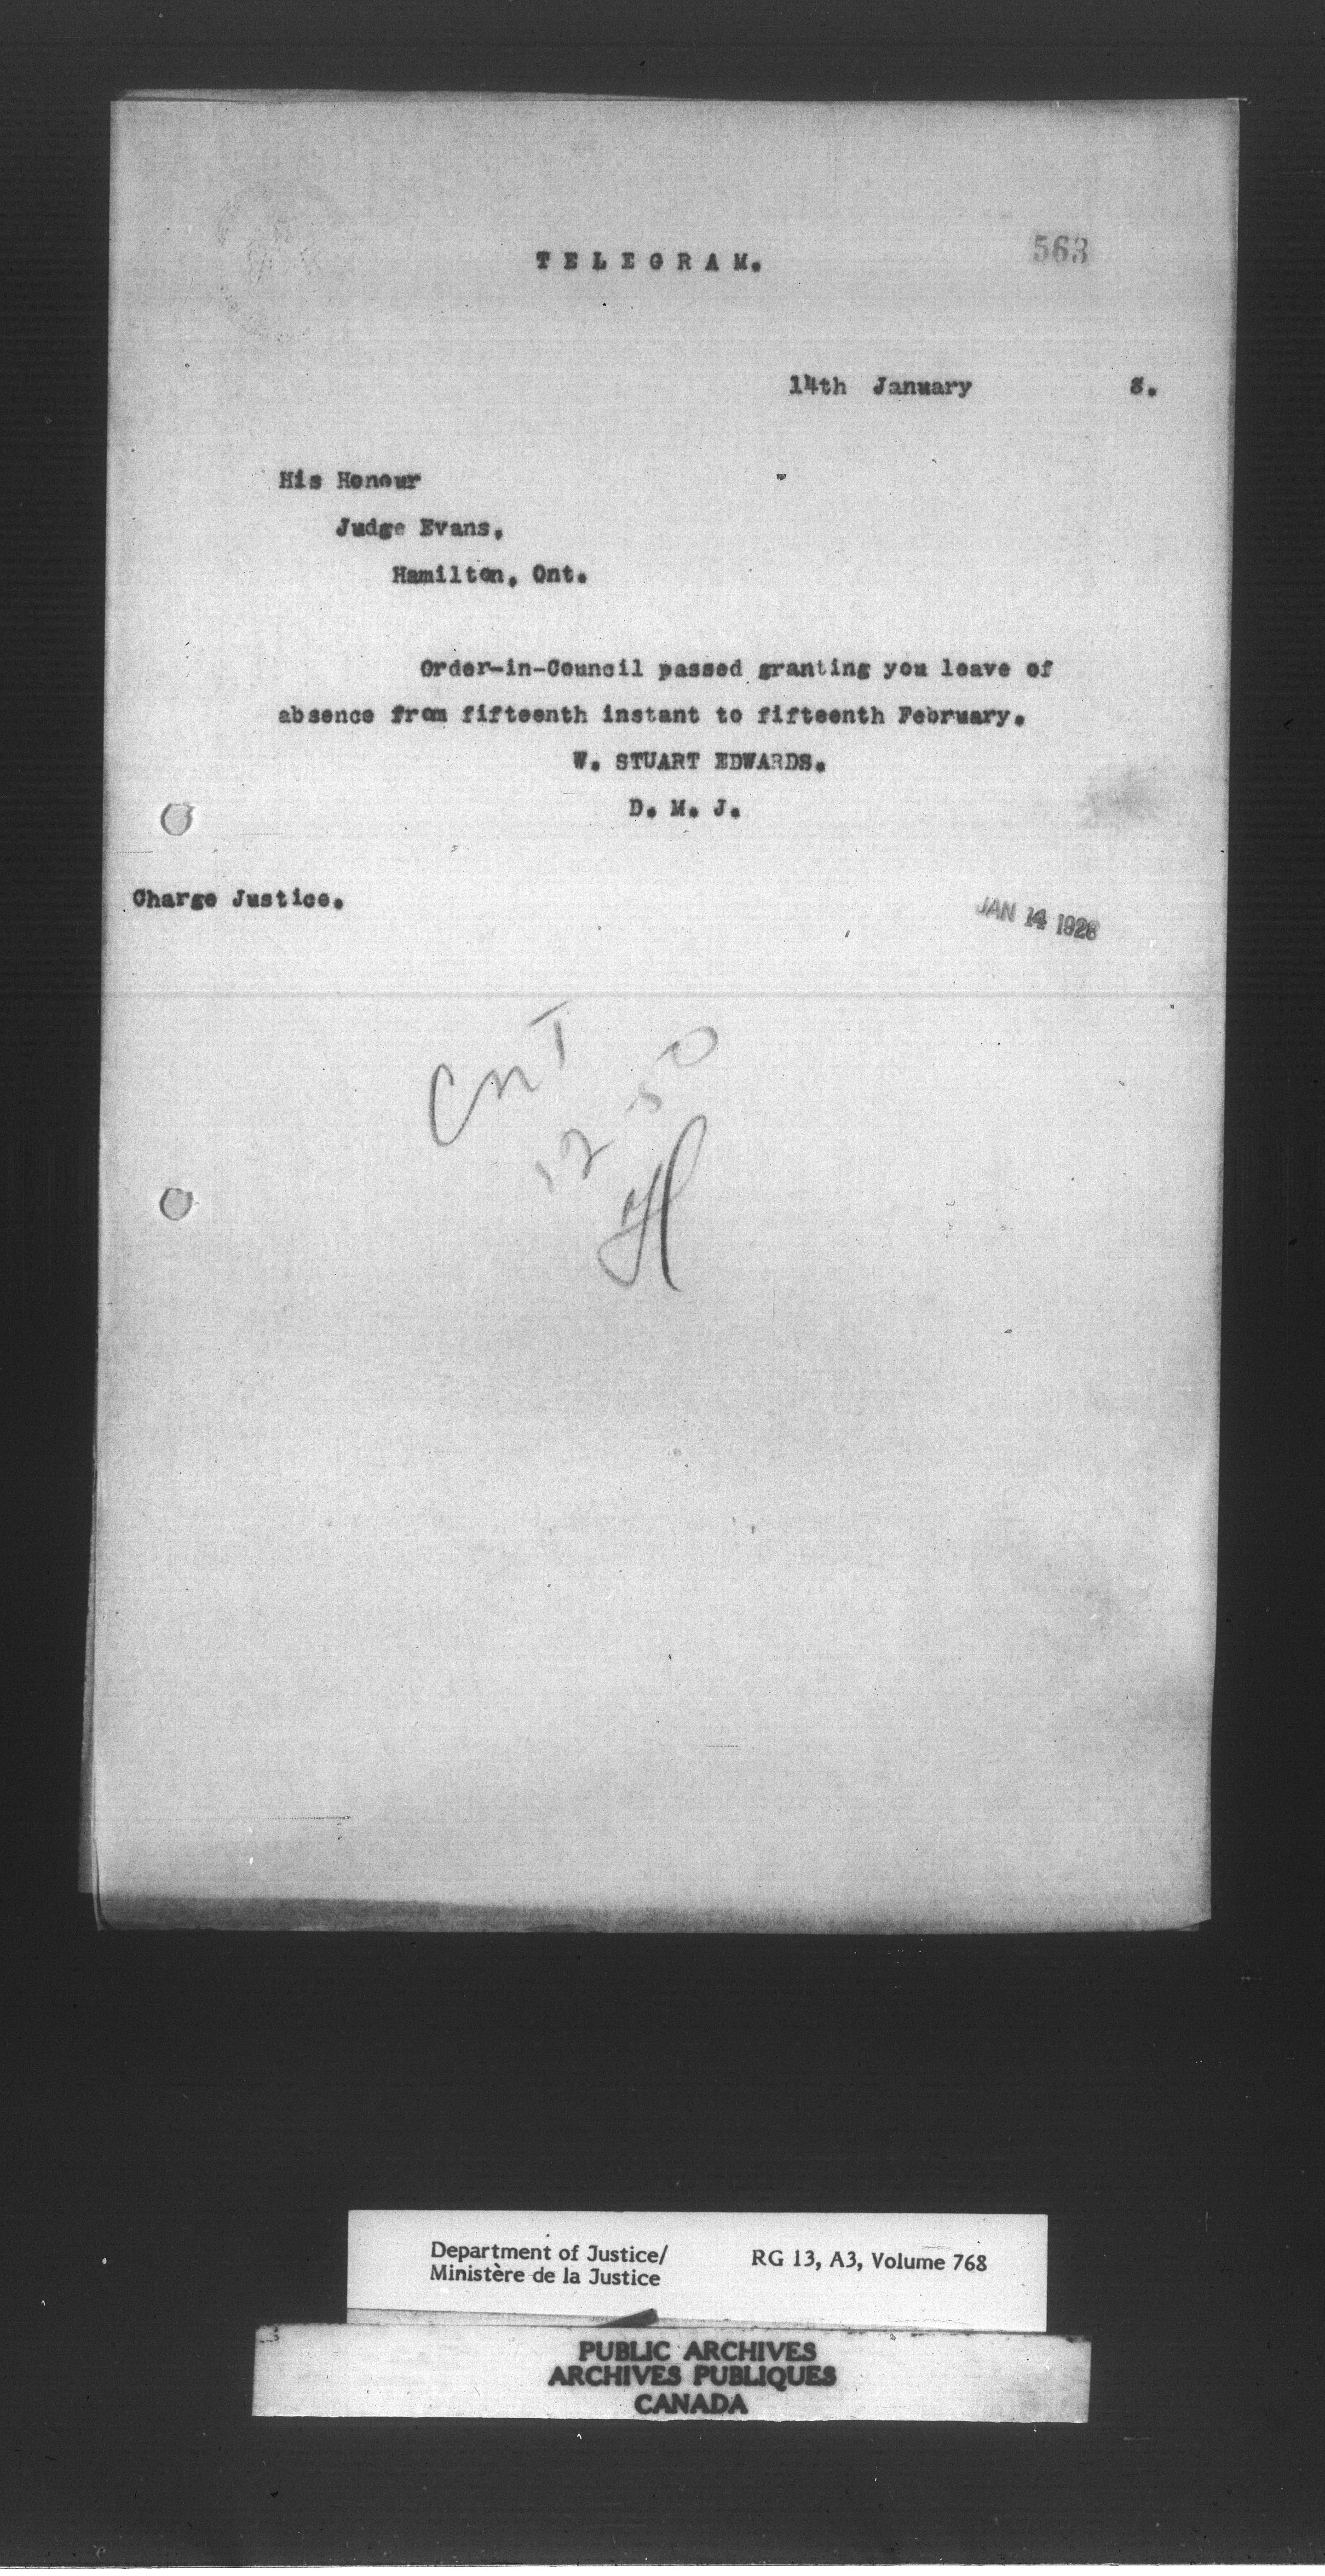 TELEGRAM.
563
14th January 8.
His Honour
Judge Evans,
Hamilton, Ont.
Order-in-Council passed granting you leave of
absence from fifteenth instant to fifteenth February.
W. STUART EDWARDS.
D. M. J.
Charge Justice.
JAN 14 1928
CNT
12 50
H
Department of Justice/
Ministère de la Justice
RG 13, A3, Volume 768
PUBLIC ARCHIVES
ARCHIVES PUBLIQUES
CANADA